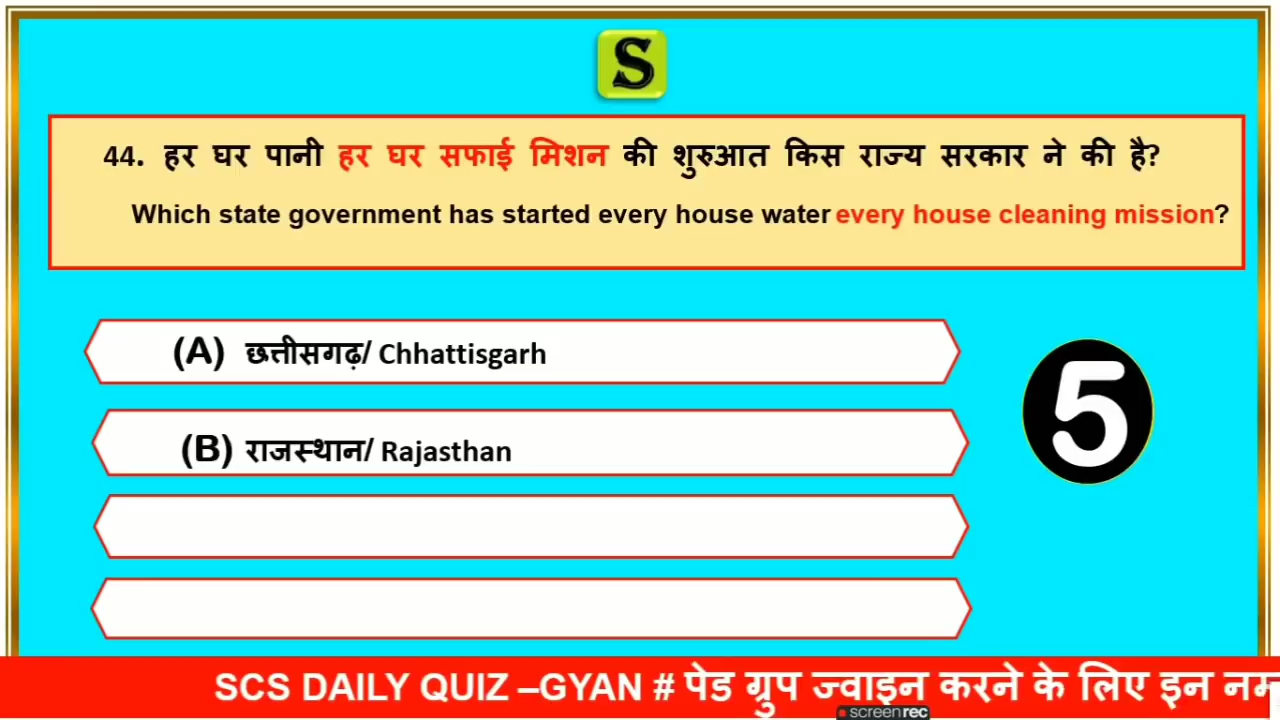 S
44. हर घर पानी हर घर सफाई मिशन की शुरुआत किस राज्य सरकार ने की है?
Which state government has started every house water every house cleaning mission?
(A) छत्तीसगढ़/ Chhattisgarh
5
(B) राजस्थान/ Rajasthan
SCS DAILY QUIZ –GYAN # पेड ग्रुप ज्वाइन करने के लिए इन
screenrec